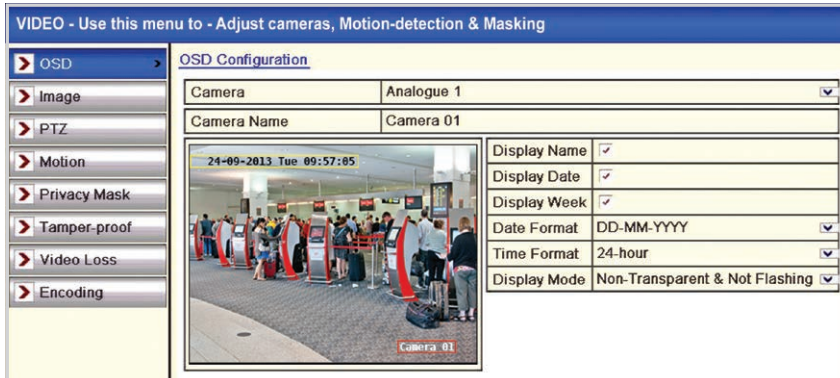 VIDEO - Use this menu to - Adjust cameras, Motion-detection & Masking
OSD
Image
PTZ
Motion
Privacy Mask
Tamper-proof
Video Loss
Encoding
OSD Configuration
Camera Analogue 1
Camera Name Camera 01
24-09-2013 Tue 09:57:05
Camera 01
Display Name
Display Date
Display Week
Date Format DD-MM-YYYY
Time Format 24-hour
Display Mode Non-Transparent & Not Flashing